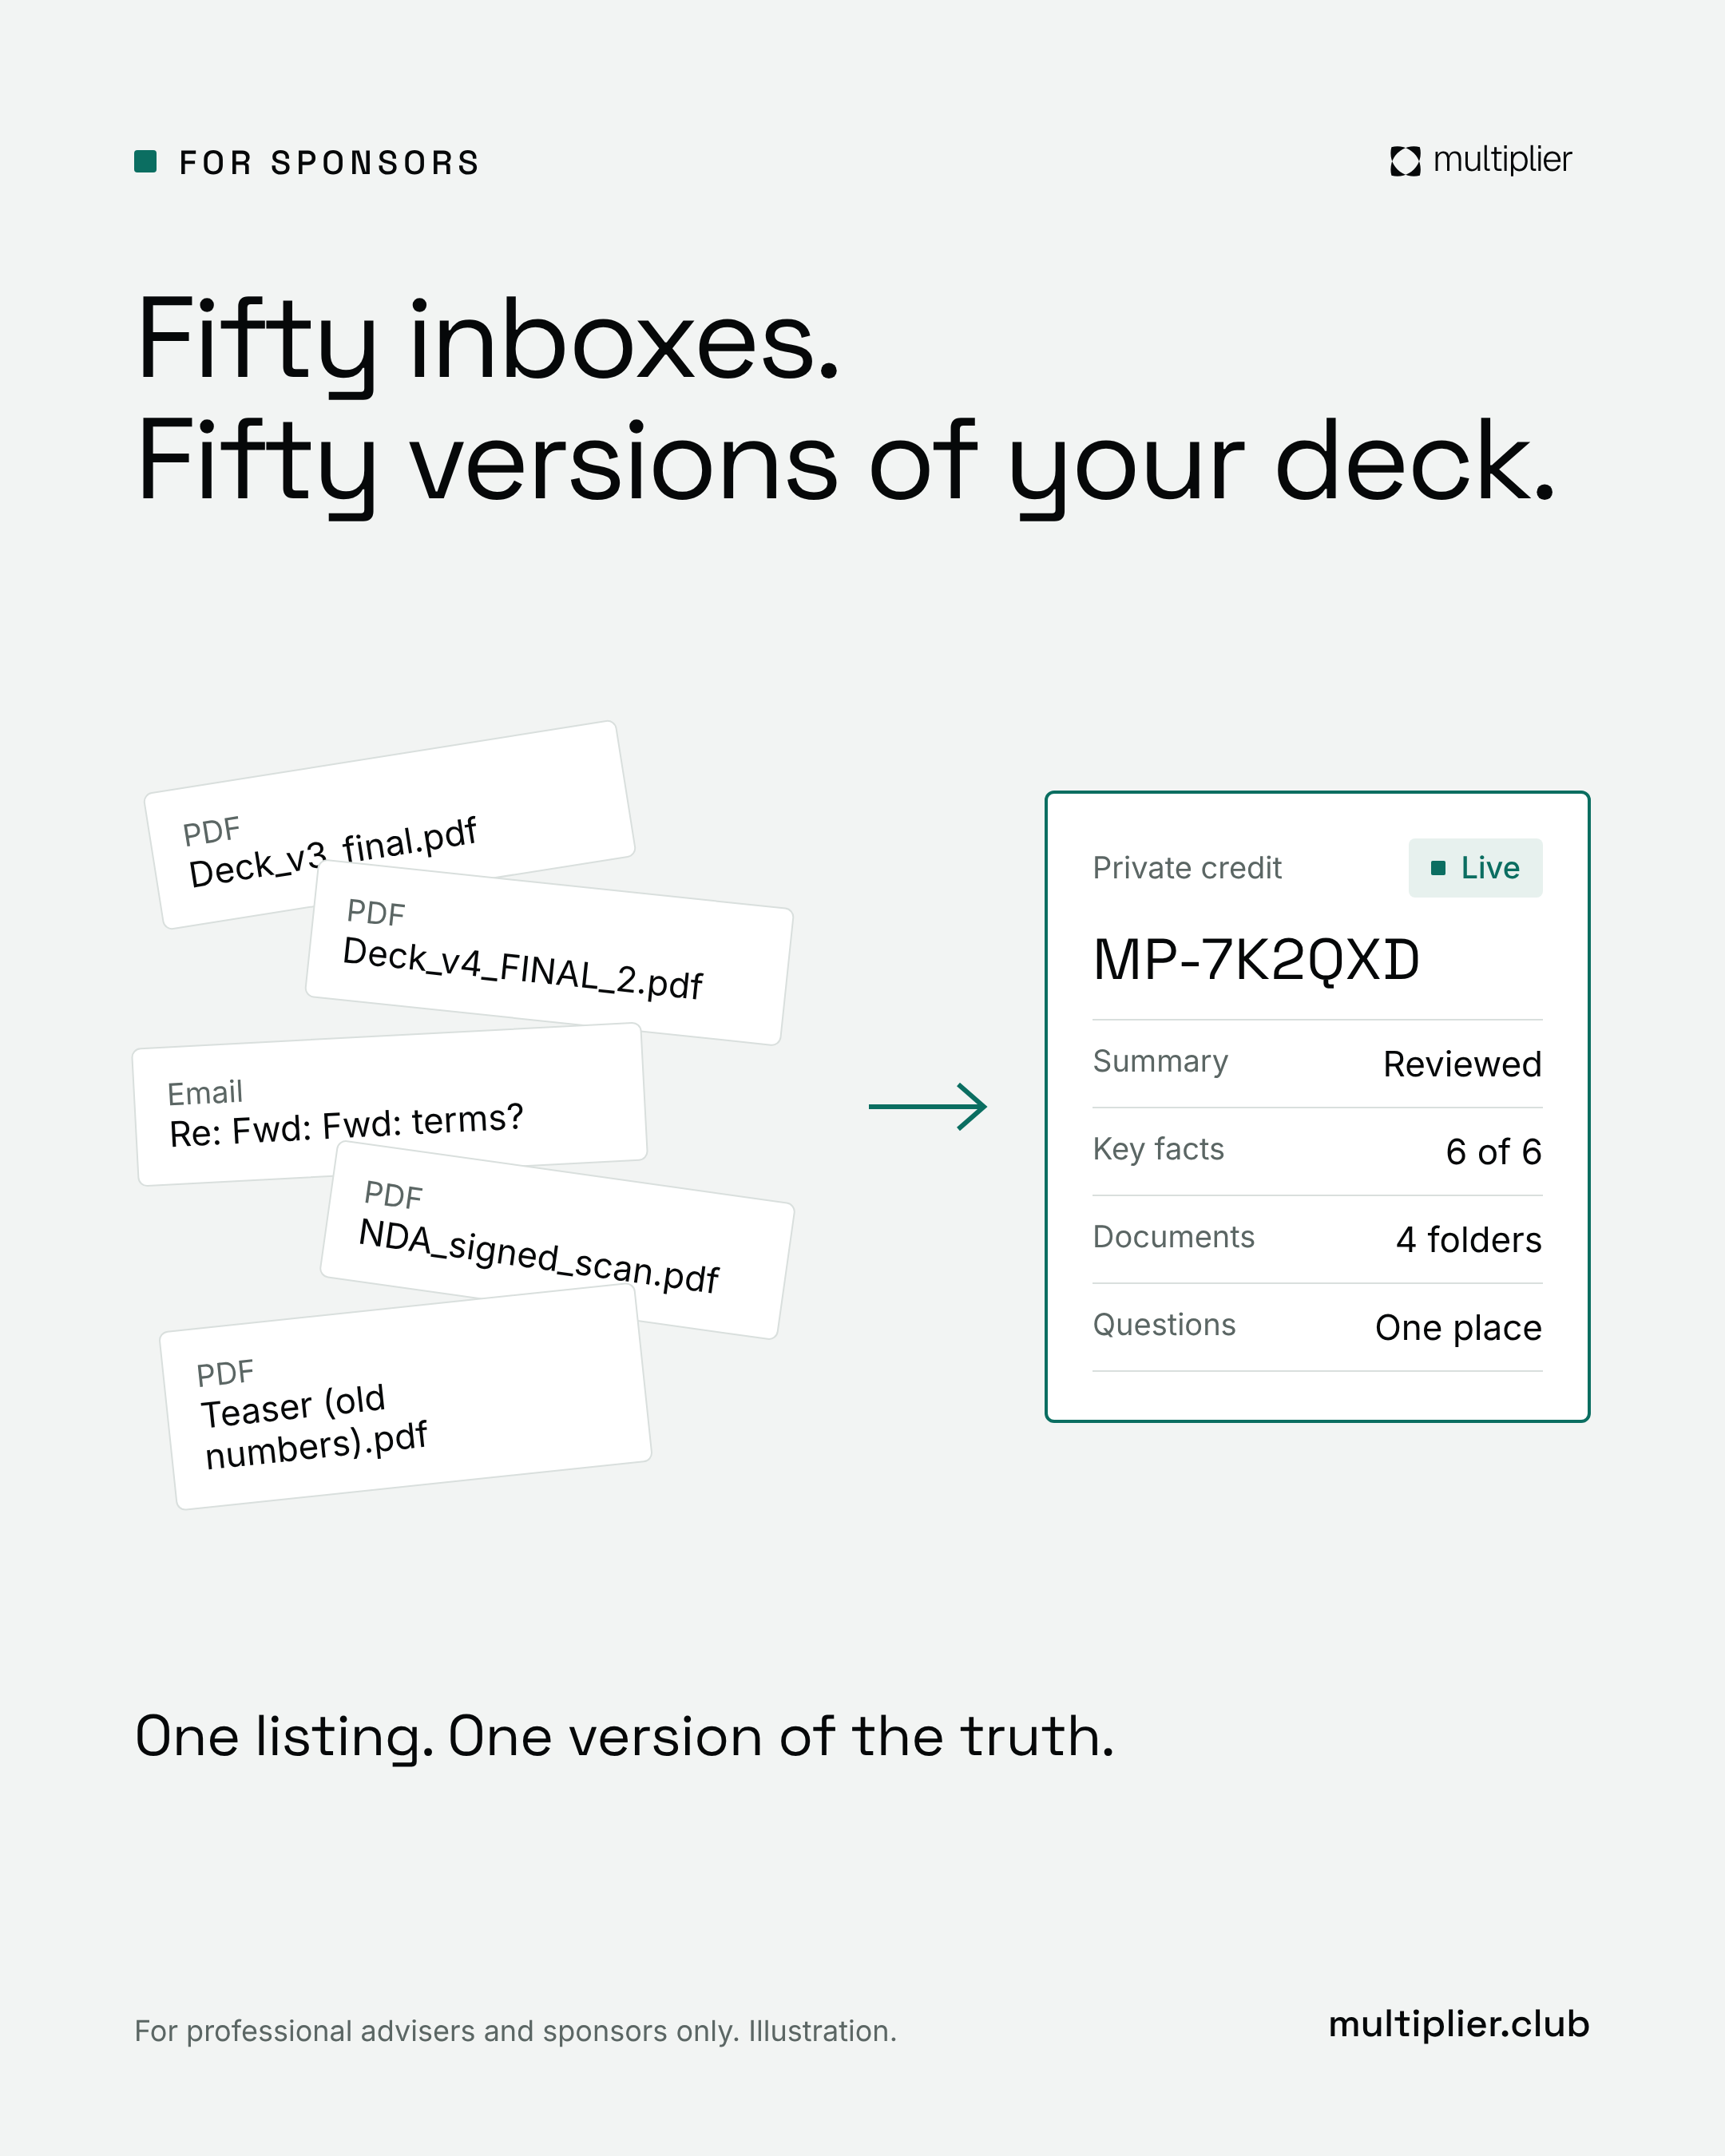 FOR SPONSORS
multiplier
Fifty inboxes.
Fifty versions of your deck.
PDF
Deck_v3_final.pdf
PDF
Deck_v4_FINAL_2.pdf
Email
Re: Fwd: Fwd: terms?
PDF
NDA_signed_scan.pdf
PDF
Teaser (old
numbers).pdf
Private credit
Live
MP-7K2QXD
Summary Reviewed
Key facts 6 of 6
Documents 4 folders
Questions One place
One listing. One version of the truth.
For professional advisers and sponsors only. Illustration.
multiplier.club